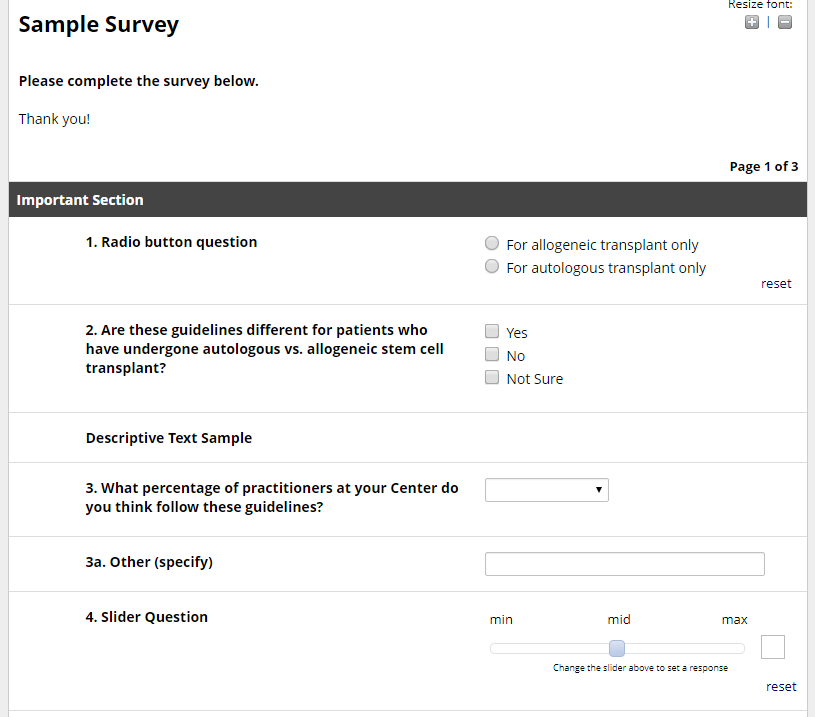 Resize font:
Sample Survey
+ | −
Please complete the survey below.
Thank you!
Page 1 of 3
Important Section
1. Radio button question
For allogeneic transplant only
For autologous transplant only
reset
2. Are these guidelines different for patients who
have undergone autologous vs. allogeneic stem cell
transplant?
Yes
No
Not Sure
Descriptive Text Sample
3. What percentage of practitioners at your Center do
you think follow these guidelines?
3a. Other (specify)
4. Slider Question
min mid max
Change the slider above to set a response
reset